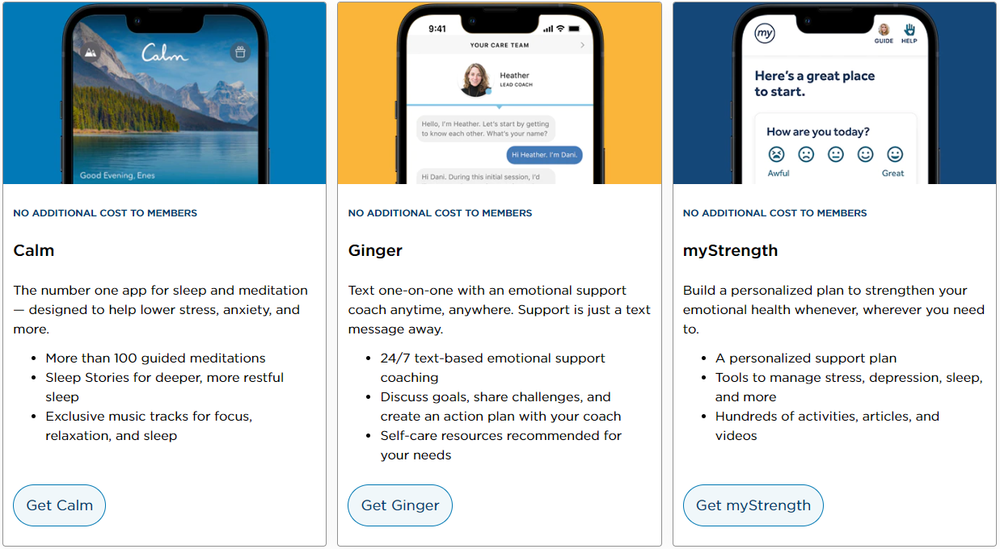 Calm
Good Evening, Enes
NO ADDITIONAL COST TO MEMBERS
Calm
The number one app for sleep and meditation
— designed to help lower stress, anxiety, and
more.
• More than 100 guided meditations
• Sleep Stories for deeper, more restful
sleep
• Exclusive music tracks for focus,
relaxation, and sleep
Get Calm
9:41
YOUR CARE TEAM
Heather
LEAD COACH
Hello, I'm Heather. Let's start by getting
to know each other. What's your name?
Hi Heather. I'm Dani.
Hi Dani. During this initial session, I'd
NO ADDITIONAL COST TO MEMBERS
Ginger
Text one-on-one with an emotional support
coach anytime, anywhere. Support is just a text
message away.
• 24/7 text-based emotional support
coaching
• Discuss goals, share challenges, and
create an action plan with your coach
• Self-care resources recommended for
your needs
Get Ginger
my
GUIDE HELP
Here's a great place
to start.
How are you today?
Awful Great
NO ADDITIONAL COST TO MEMBERS
myStrength
Build a personalized plan to strengthen your
emotional health whenever, wherever you need
to.
• A personalized support plan
• Tools to manage stress, depression, sleep,
and more
• Hundreds of activities, articles, and
videos
Get myStrength